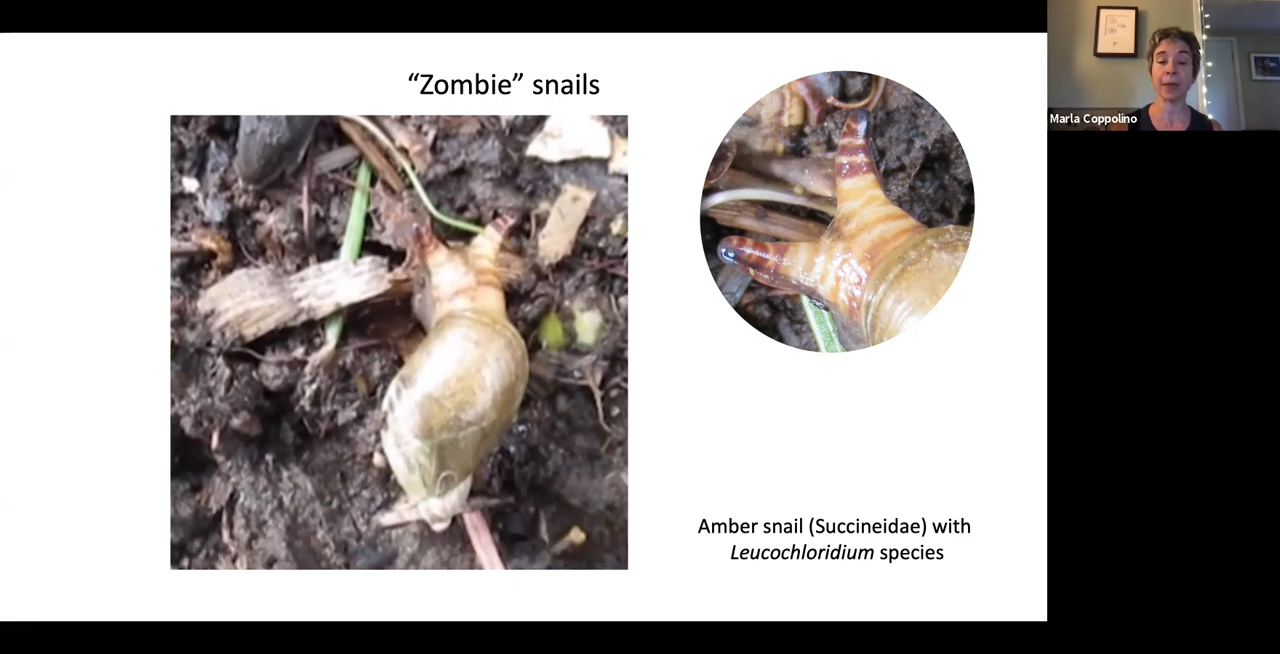 “Zombie” snails
Marla Coppolino
Amber snail (Succineidae) with
Leucochloridium species